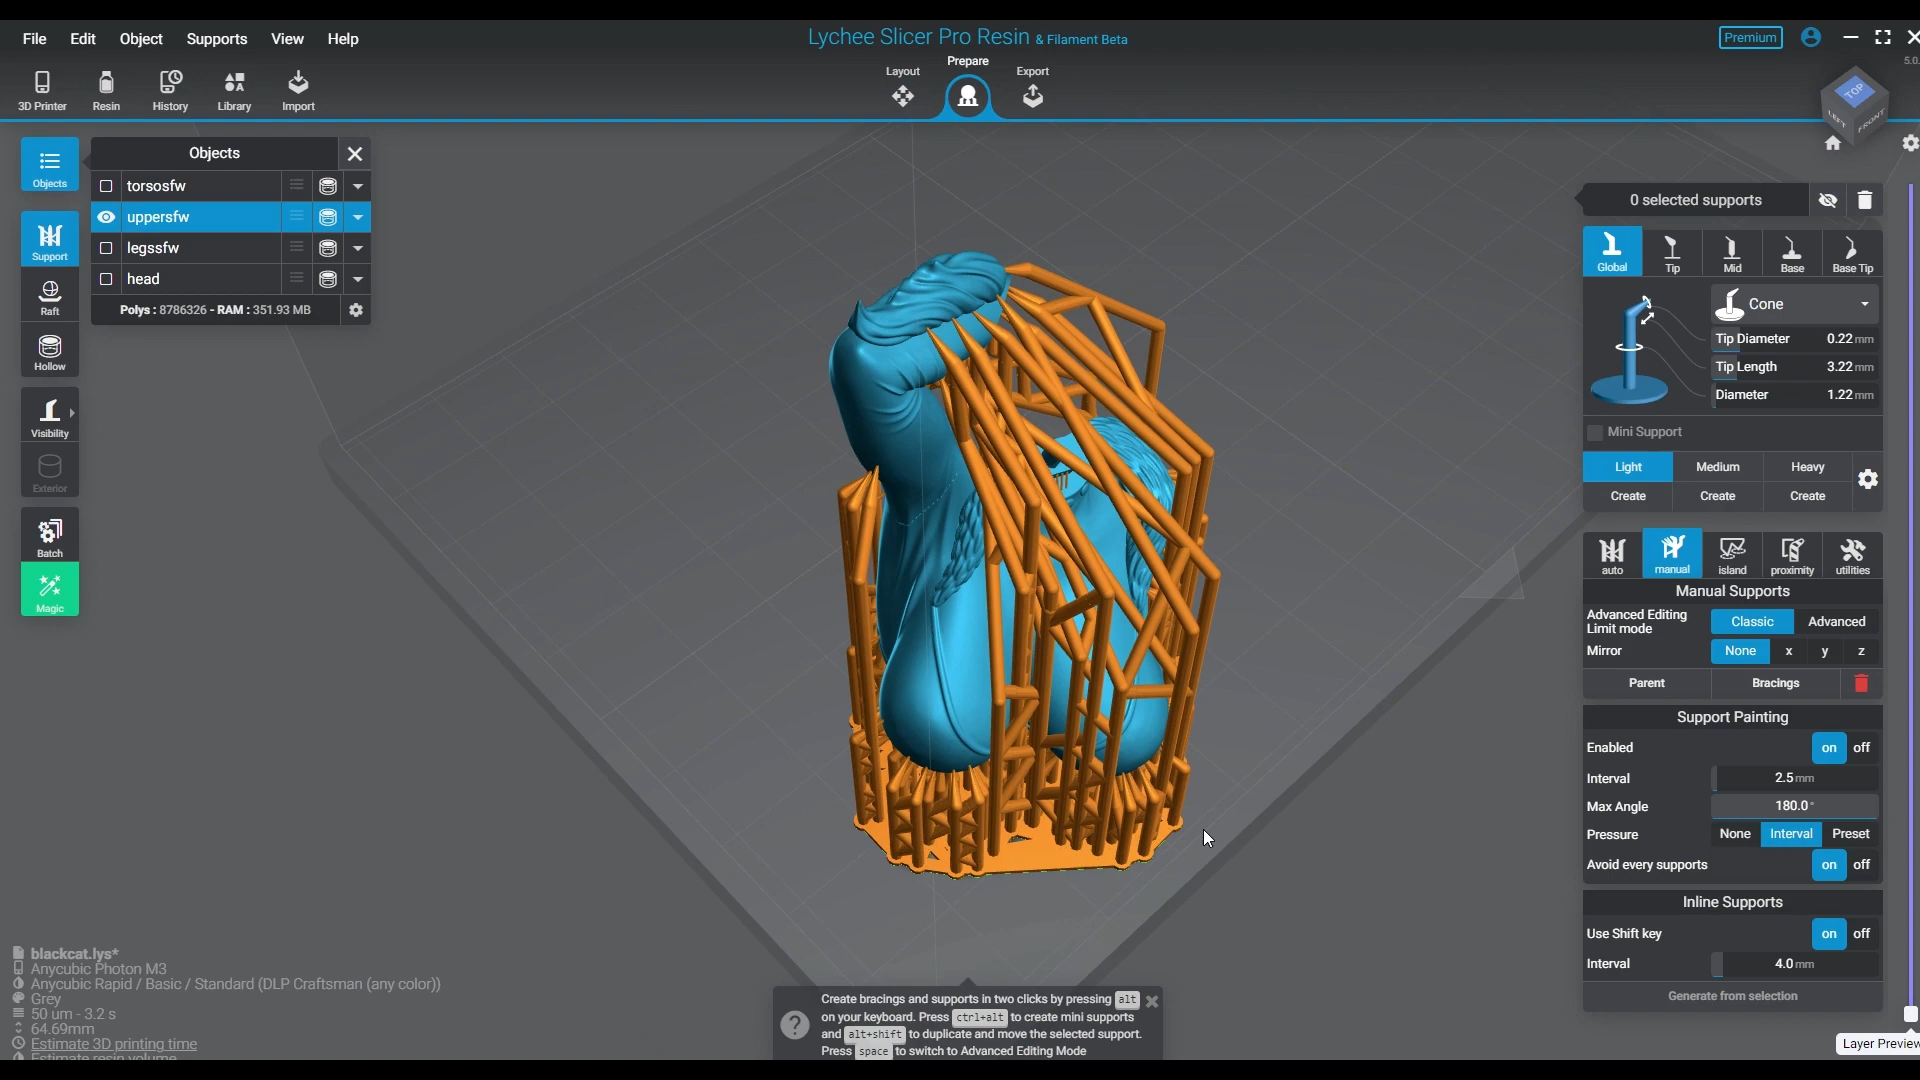 File Edit Object Supports View Help
Lychee Slicer Pro Resin & Filament Beta
Premium
5.0.
3D Printer Resin History Library Import
Layout Prepare Export
TOP
LEFT FRONT
Objects
Objects
torsosfw
uppersfw
legssfw
head
Polys : 8786326 - RAM : 351.93 MB
Support
Raft
Hollow
Visibility
Exterior
Batch
Magic
0 selected supports
Global Tip Mid Base Base Tip
Cone
Tip Diameter 0.22 mm
Tip Length 3.22 mm
Diameter 1.22 mm
Mini Support
Light Medium Heavy
Create Create Create
auto manual island proximity utilities
Manual Supports
Advanced Editing
Limit mode Classic Advanced
Mirror None x y z
Parent Bracings
Support Painting
Enabled on off
Interval 2.5 mm
Max Angle 180.0 °
Pressure None Interval Preset
Avoid every supports on off
Inline Supports
Use Shift key on off
Interval 4.0 mm
Generate from selection
Layer Preview
blackcat.lys*
Anycubic Photon M3
Anycubic Rapid / Basic / Standard (DLP Craftsman (any color))
Grey
50 um - 3.2 s
64.69mm
Estimate 3D printing time
Estimate resin volume
Create bracings and supports in two clicks by pressing alt
on your keyboard. Press ctrl+alt to create mini supports
and alt+shift to duplicate and move the selected support.
Press space to switch to Advanced Editing Mode